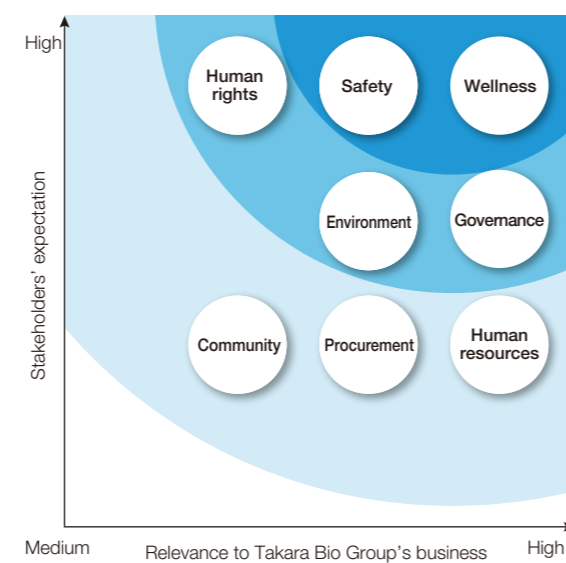 High
Human
rights
Safety
Wellness
Stakeholders’ expectation
Environment
Governance
Community
Procurement
Human
resources
Medium
Relevance to Takara Bio Group’s business
High